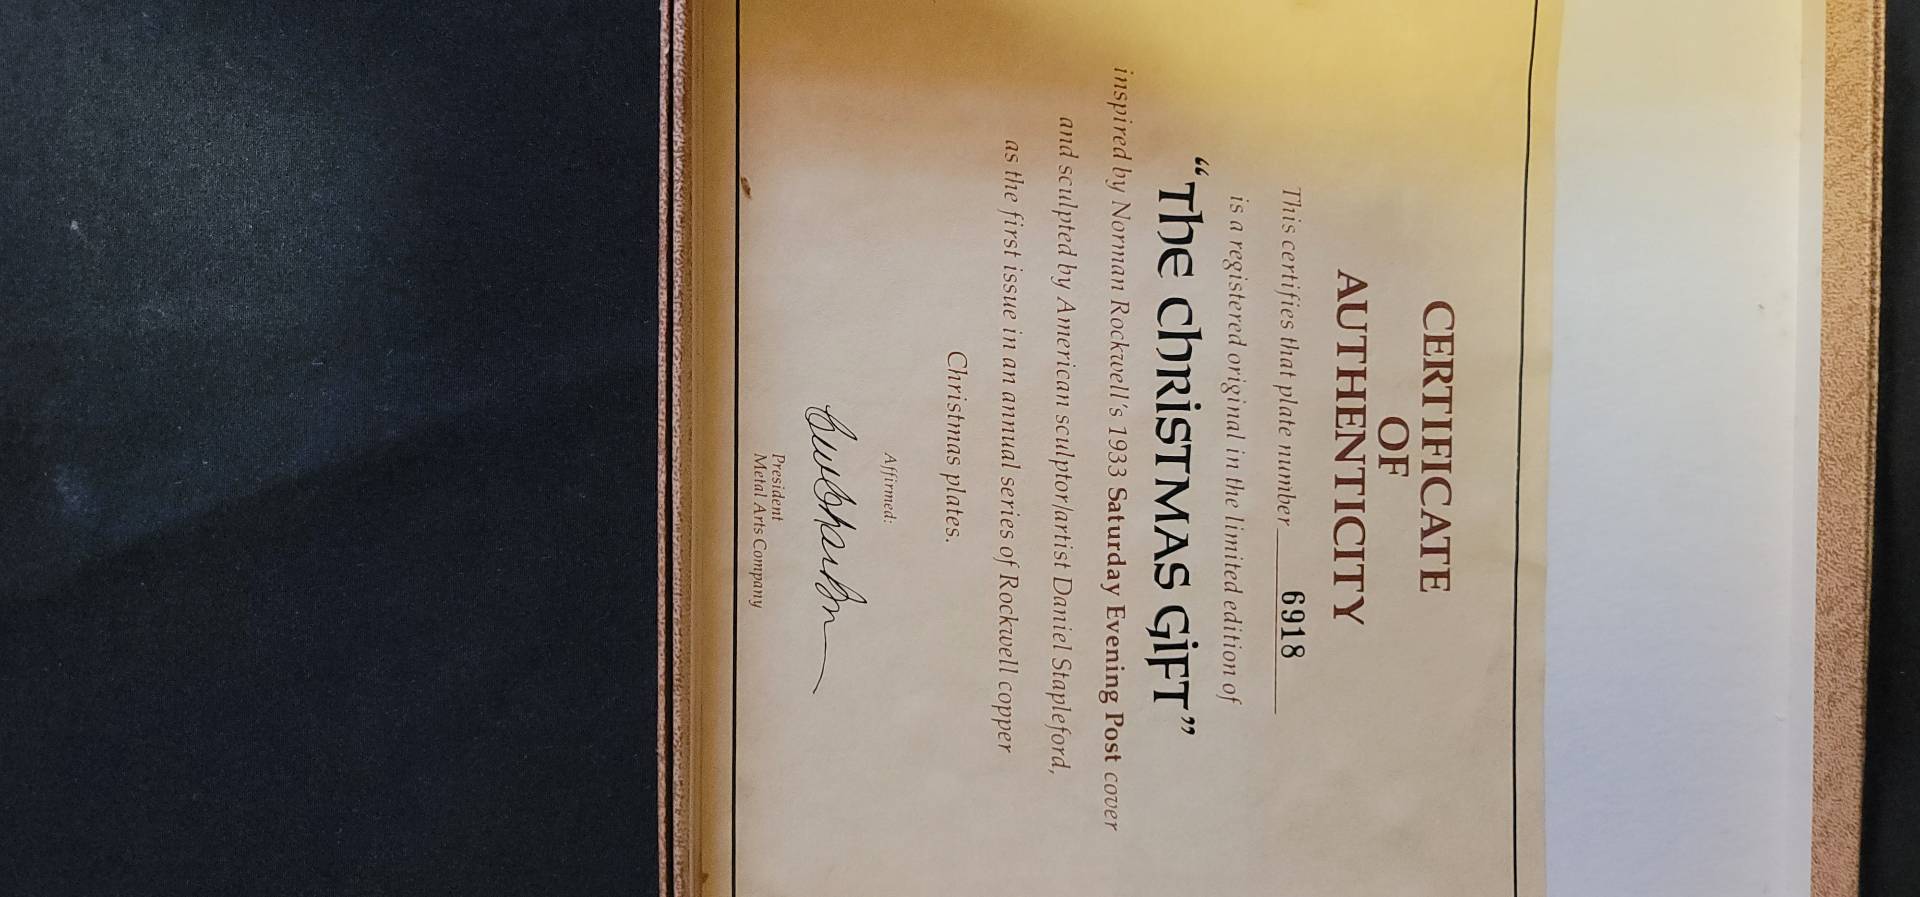 CERTIFICATE
OF
AUTHENTICITY
This certifies that plate number 6918
is a registered original in the limited edition of
"The Christmas Gift"
inspired by Norman Rockwell's 1933 Saturday Evening Post cover
and sculpted by American sculptor/artist Daniel Stapleford,
as the first issue in an annual series of Rockwell copper
Christmas plates.
Affirmed:
President
Metal Arts Company